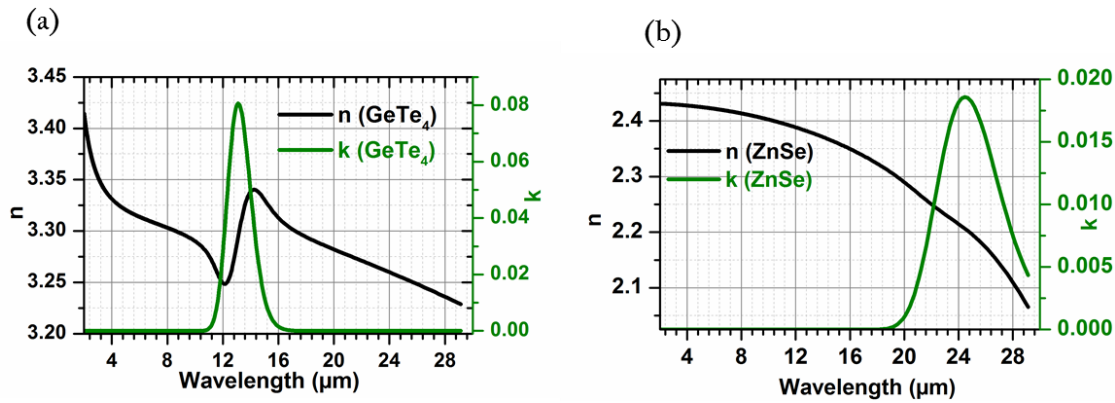 (a)
(b)
3.45
3.40
3.35
3.30
3.25
3.20
n
n (GeTe4)
k (GeTe4)
0.08
0.06
0.04
0.02
0.00
k
4 8 12 16 20 24 28
Wavelength (µm)
2.4
2.3
2.2
2.1
n
n (ZnSe)
k (ZnSe)
0.020
0.015
0.010
0.005
0.000
k
4 8 12 16 20 24 28
Wavelength (µm)